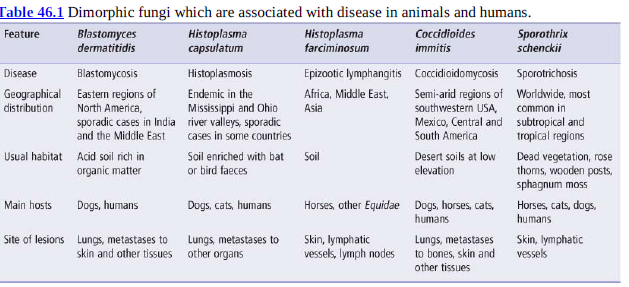 Table 46.1 Dimorphic fungi which are associated with disease in animals and humans.
Feature Blastomyces dermatitidis Histoplasma capsulatum Histoplasma farciminosum Coccidioides immitis Sporothrix schenckii
Disease Blastomycosis Histoplasmosis Epizootic lymphangitis Coccidioidomycosis Sporotrichosis
Geographical distribution Eastern regions of North America, sporadic cases in India and the Middle East Endemic in the Mississippi and Ohio river valleys, sporadic cases in some countries Africa, Middle East, Asia Semi-arid regions of southwestern USA, Mexico, Central and South America Worldwide, most common in subtropical and tropical regions
Usual habitat Acid soil rich in organic matter Soil enriched with bat or bird faeces Soil Desert soils at low elevation Dead vegetation, rose thorns, wooden posts, sphagnum moss
Main hosts Dogs, humans Dogs, cats, humans Horses, other Equidae Dogs, horses, cats, humans Horses, cats, dogs, humans
Site of lesions Lungs, metastases to skin and other tissues Lungs, metastases to other organs Skin, lymphatic vessels, lymph nodes Lungs, metastases to bones, skin and other tissues Skin, lymphatic vessels